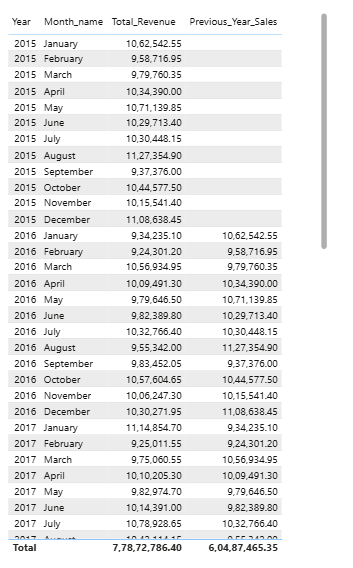 Year Month_name Total_Revenue Previous_Year_Sales
2015 January 10,62,542.55
2015 February 9,58,716.95
2015 March 9,79,760.35
2015 April 10,34,390.00
2015 May 10,71,139.85
2015 June 10,29,713.40
2015 July 10,30,448.15
2015 August 11,27,354.90
2015 September 9,37,376.00
2015 October 10,44,577.50
2015 November 10,15,541.40
2015 December 11,08,638.45
2016 January 9,34,235.10 10,62,542.55
2016 February 9,24,301.20 9,58,716.95
2016 March 10,56,934.95 9,79,760.35
2016 April 10,09,491.30 10,34,390.00
2016 May 9,79,646.50 10,71,139.85
2016 June 9,82,389.80 10,29,713.40
2016 July 10,32,766.40 10,30,448.15
2016 August 9,55,342.00 11,27,354.90
2016 September 9,83,452.05 9,37,376.00
2016 October 10,57,604.65 10,44,577.50
2016 November 10,06,247.30 10,15,541.40
2016 December 10,30,271.95 11,08,638.45
2017 January 11,14,854.70 9,34,235.10
2017 February 9,25,011.55 9,24,301.20
2017 March 9,75,060.55 10,56,934.95
2017 April 10,10,205.30 10,09,491.30
2017 May 9,82,974.70 9,79,646.50
2017 June 10,14,391.00 9,82,389.80
2017 July 10,78,928.65 10,32,766.40
2017 August
Total 7,78,72,786.40 6,04,87,465.35